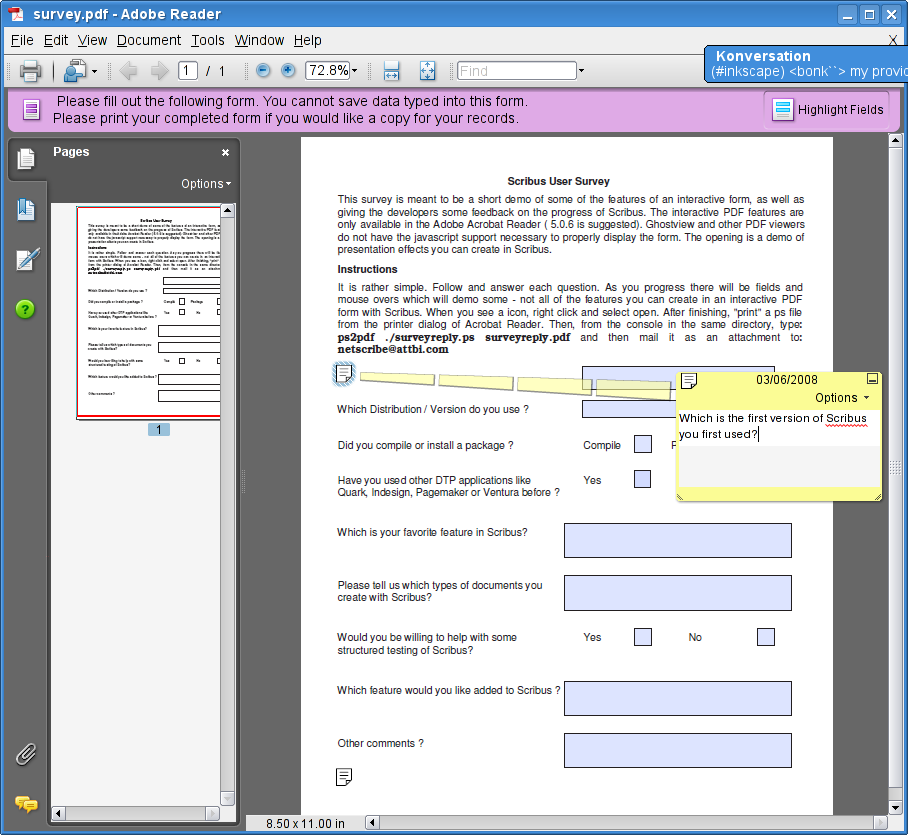 survey.pdf - Adobe Reader
File Edit View Document Tools Window Help X
Konversation
(#inkscape) <bonk``> my provid
1 / 1 72.8% Find
Please fill out the following form. You cannot save data typed into this form.
Please print your completed form if you would like a copy for your records.
Highlight Fields
Pages
Options
1
Scribus User Survey
This survey is meant to be a short demo of some of the features of an interactive form, as well as
giving the developers some feedback on the progress of Scribus. The interactive PDF features are
only available in the Adobe Acrobat Reader ( 5.0.6 is suggested). Ghostview and other PDF viewers
do not have the javascript support necessary to properly display the form. The opening is a demo of
presentation effects you can create in Scribus.
Instructions
It is rather simple. Follow and answer each question. As you progress there will be fields and
mouse overs which will demo some - not all of the features you can create in an interactive PDF
form with Scribus. When you see a icon, right click and select open. After finishing, "print" a ps file
from the printer dialog of Acrobat Reader. Then, from the console in the same directory, type:
ps2pdf ./surveyreply.ps surveyreply.pdf and then mail it as an attachment to:
netscribe@attbi.com
03/06/2008
Options
Which is the first version of Scribus
you first used?
Which Distribution / Version do you use ?
Did you compile or install a package ? Compile
Have you used other DTP applications like
Quark, Indesign, Pagemaker or Ventura before ? Yes
Which is your favorite feature in Scribus?
Please tell us which types of documents you
create with Scribus?
Would you be willing to help with some
structured testing of Scribus? Yes No
Which feature would you like added to Scribus ?
Other comments ?
8.50 x 11.00 in